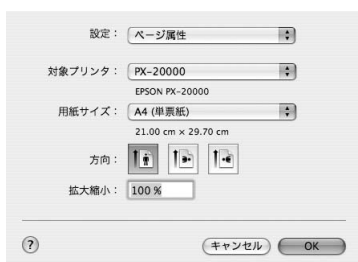 設定： ページ属性
対象プリンタ： PX-20000
EPSON PX-20000
用紙サイズ： A4 (単票紙)
21.00 cm × 29.70 cm
方向：
拡大縮小： 100 %
? キャンセル OK